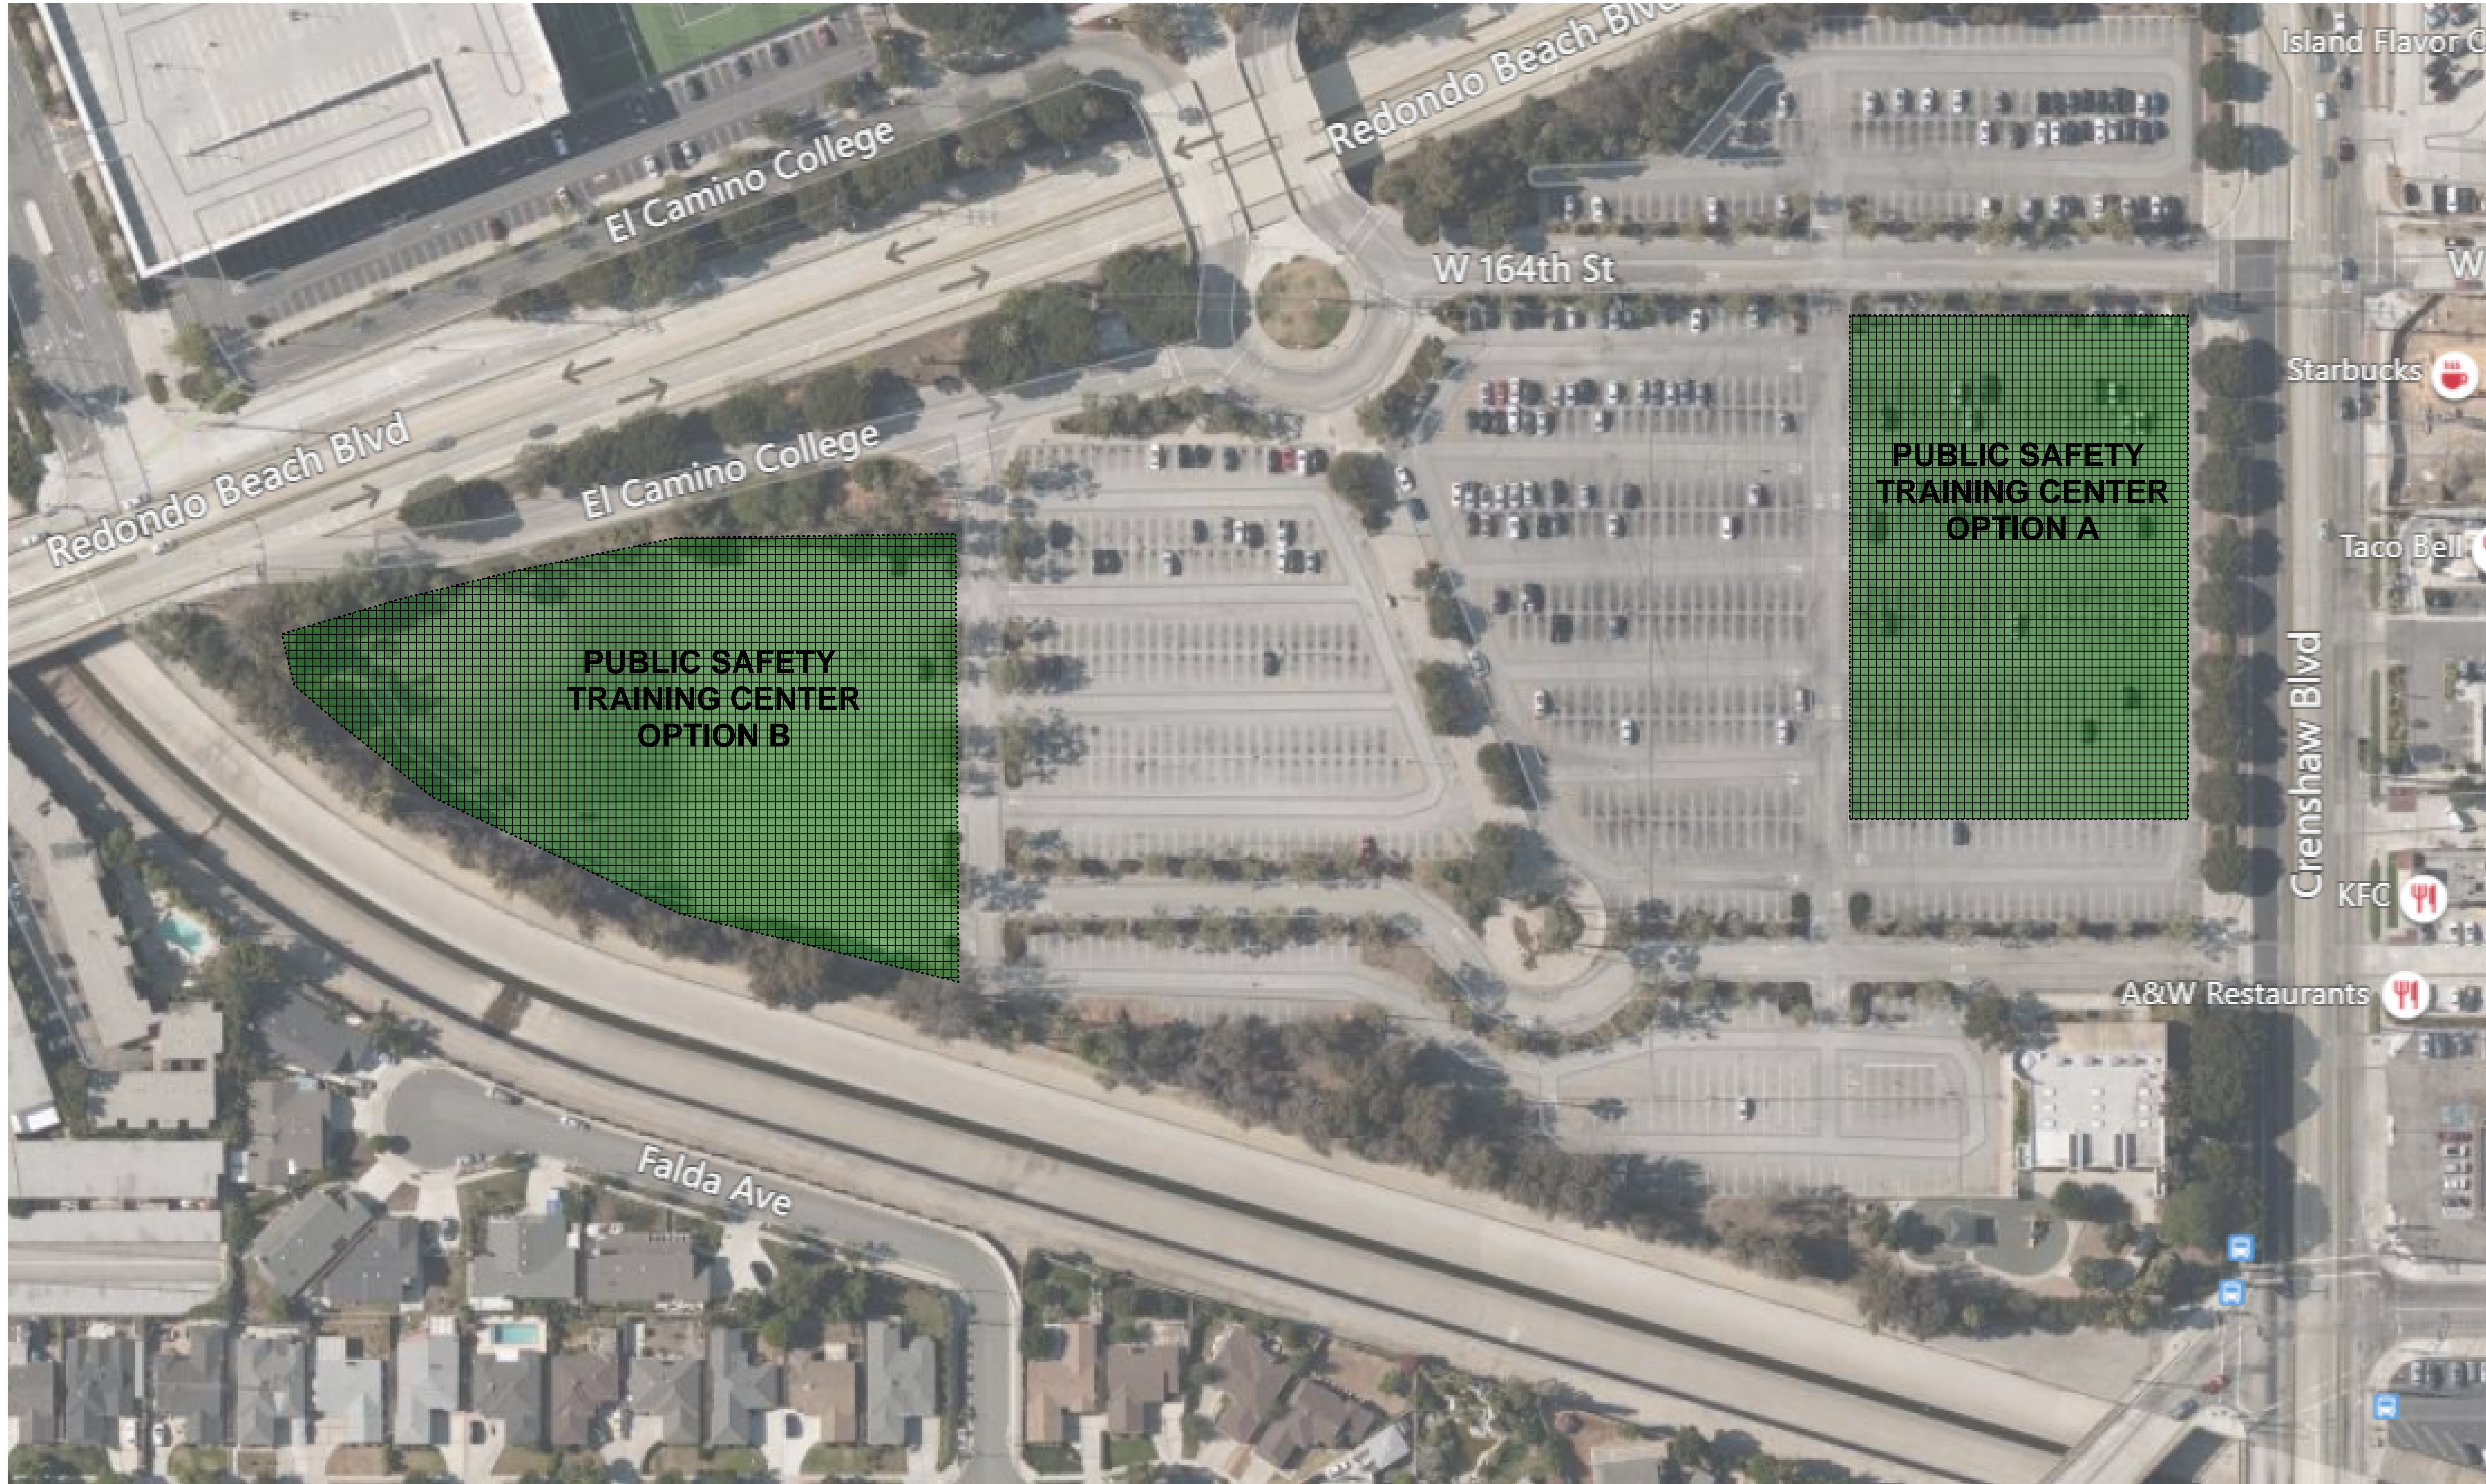 Redondo Beach Blvd
Island Flavor C
El Camino College
Redondo Beach Blvd
W 164th St
W
Starbucks
El Camino College
PUBLIC SAFETY
TRAINING CENTER
OPTION A
Taco Bell
PUBLIC SAFETY
TRAINING CENTER
OPTION B
Crenshaw Blvd
KFC
A&W Restaurants
Falda Ave